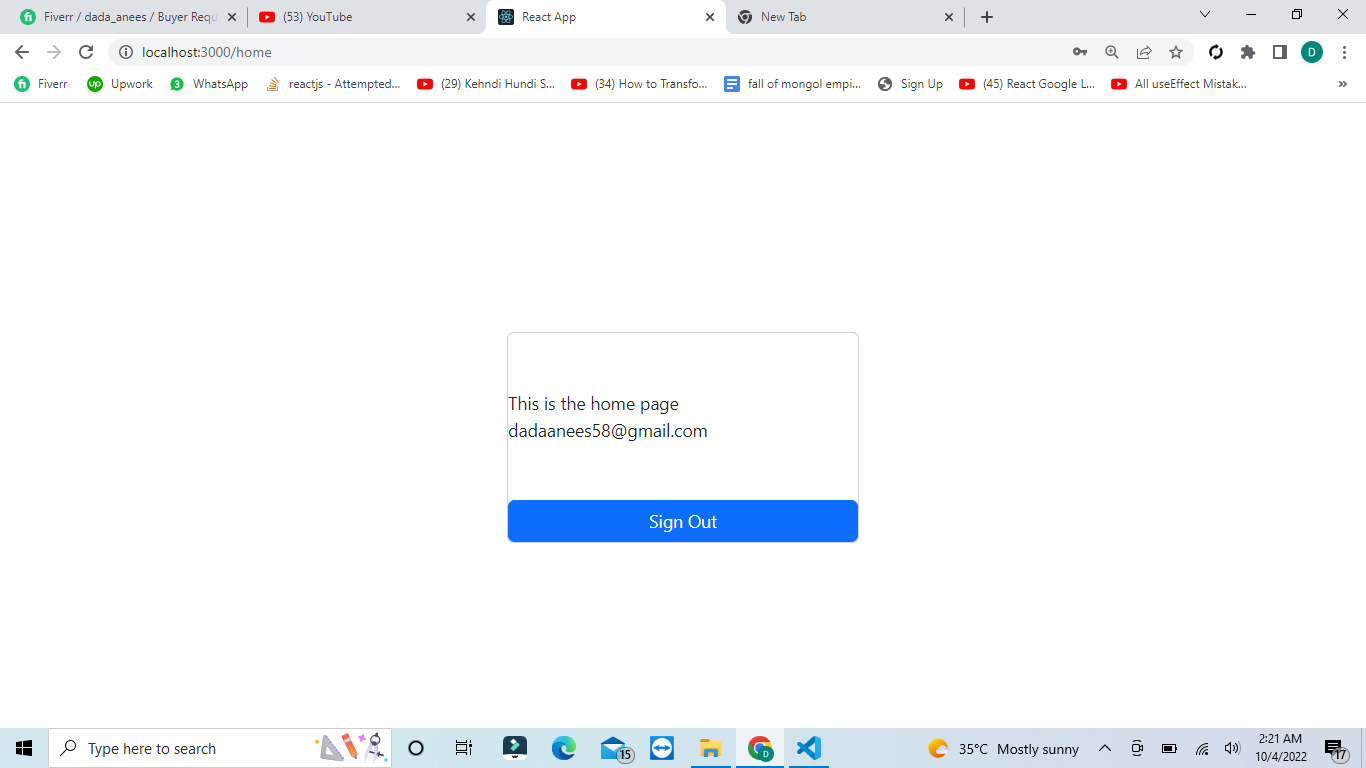 Fiverr / dada_anees / Buyer Requ
(53) YouTube
React App
New Tab
localhost:3000/home
D
Fiverr
up Upwork
3 WhatsApp
reactjs - Attempted...
(29) Kehndi Hundi S...
(34) How to Transfo...
fall of mongol empi...
Sign Up
(45) React Google L...
All useEffect Mistak...
This is the home page
dadaanees58@gmail.com
Sign Out
Type here to search
15
D
35°C Mostly sunny
2:21 AM
10/4/2022
17